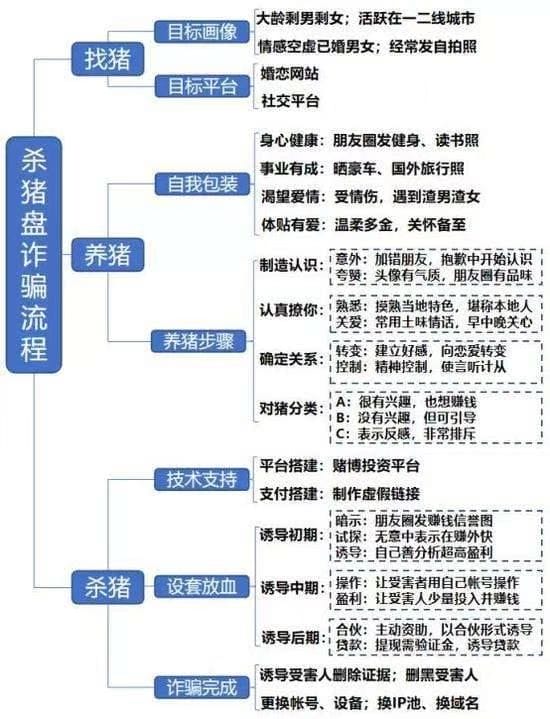 杀猪盘诈骗流程
找猪
目标画像
大龄剩男剩女；活跃在一二线城市
情感空虚已婚男女；经常发自拍照
目标平台
婚恋网站
社交平台
养猪
自我包装
身心健康：朋友圈发健身、读书照
事业有成：晒豪车、国外旅行照
渴望爱情：受情伤，遇到渣男渣女
体贴有爱：温柔多金，关怀备至
养猪步骤
制造认识：
意外：加错朋友，抱歉中开始认识
夸赞：头像有气质，朋友圈有品味
认真撩你：
熟悉：摸熟当地特色，堪称本地人
关爱：常用土味情话，早中晚关心
确定关系：
转变：建立好感，向恋爱转变
控制：精神控制，使言听计从
对猪分类：
A：很有兴趣，也想赚钱
B：没有兴趣，但可引导
C：表示反感，非常排斥
杀猪
技术支持
平台搭建：赌博投资平台
支付搭建：制作虚假链接
设套放血
诱导初期：
暗示：朋友圈发赚钱信誉图
试探：无意中表示在赚外快
诱导：自己善分析超高盈利
诱导中期：
操作：让受害者用自己帐号操作
盈利：让受害人少量投入并赚钱
诱导后期：
合伙：主动资助，以合伙形式诱导
贷款：提现需验证金，诱导贷款
诈骗完成
诱导受害人删除证据；删黑受害人
更换帐号、设备；换IP池、换域名